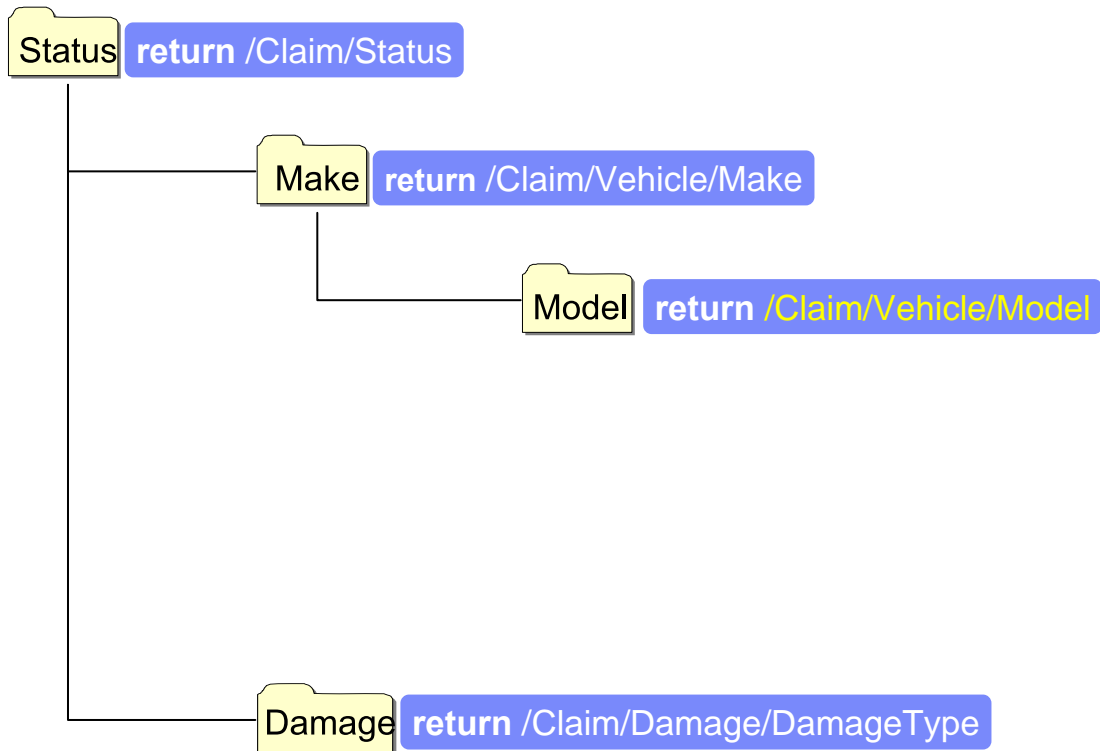 Status return /Claim/Status
Make return /Claim/Vehicle/Make
Model return /Claim/Vehicle/Model
Damage return /Claim/Damage/DamageType